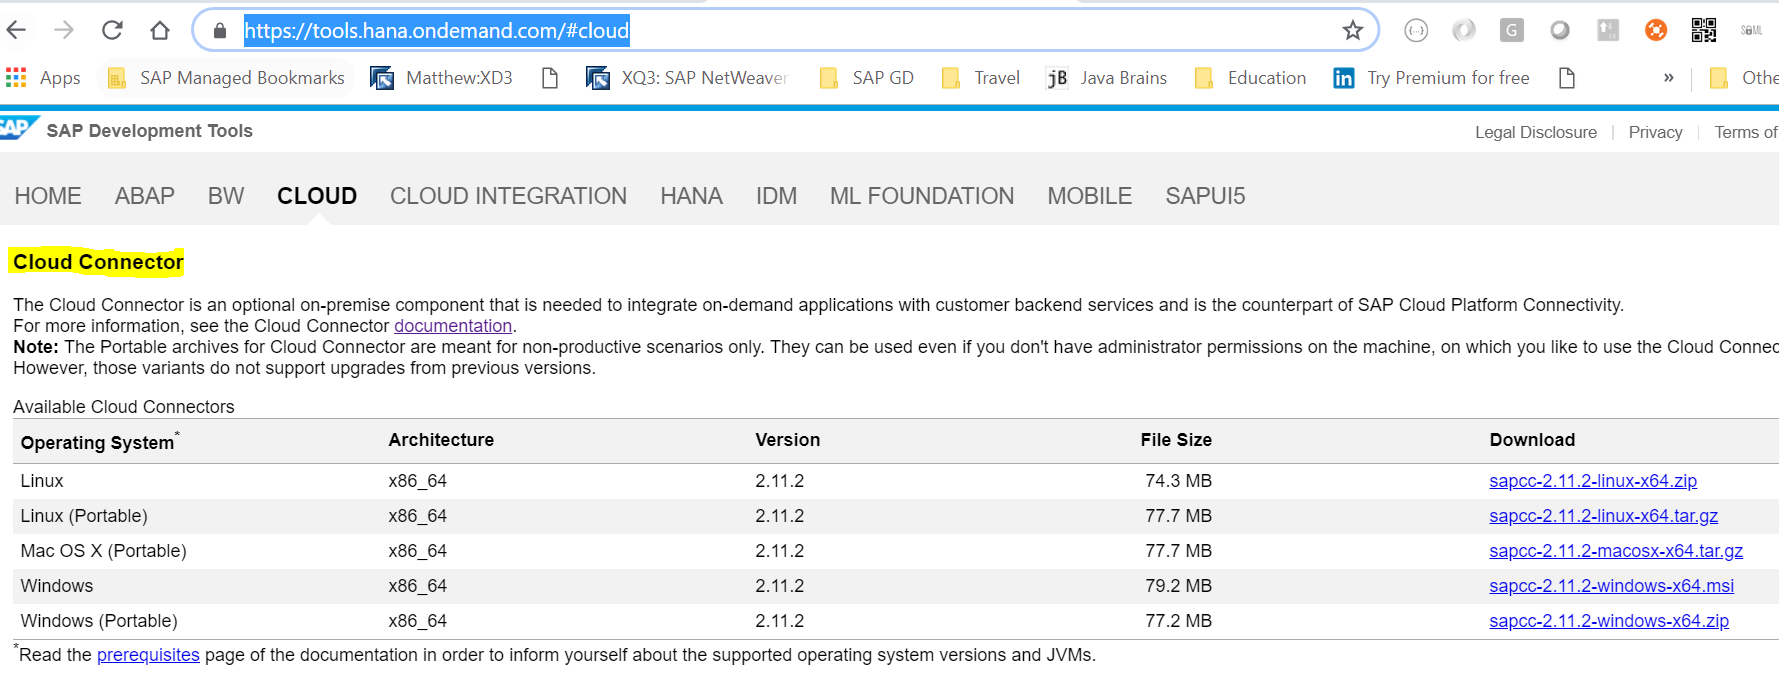 https://tools.hana.ondemand.com/#cloud
Apps SAP Managed Bookmarks Matthew:XD3 XQ3: SAP NetWeaver SAP GD Travel jB Java Brains Education in Try Premium for free » Othe
SAP SAP Development Tools Legal Disclosure Privacy Terms of
HOME ABAP BW CLOUD CLOUD INTEGRATION HANA IDM ML FOUNDATION MOBILE SAPUI5
Cloud Connector
The Cloud Connector is an optional on-premise component that is needed to integrate on-demand applications with customer backend services and is the counterpart of SAP Cloud Platform Connectivity.
For more information, see the Cloud Connector documentation.
Note: The Portable archives for Cloud Connector are meant for non-productive scenarios only. They can be used even if you don't have administrator permissions on the machine, on which you like to use the Cloud Connec
However, those variants do not support upgrades from previous versions.
Available Cloud Connectors
Operating System* Architecture Version File Size Download
Linux x86_64 2.11.2 74.3 MB sapcc-2.11.2-linux-x64.zip
Linux (Portable) x86_64 2.11.2 77.7 MB sapcc-2.11.2-linux-x64.tar.gz
Mac OS X (Portable) x86_64 2.11.2 77.7 MB sapcc-2.11.2-macosx-x64.tar.gz
Windows x86_64 2.11.2 79.2 MB sapcc-2.11.2-windows-x64.msi
Windows (Portable) x86_64 2.11.2 77.2 MB sapcc-2.11.2-windows-x64.zip
*Read the prerequisites page of the documentation in order to inform yourself about the supported operating system versions and JVMs.